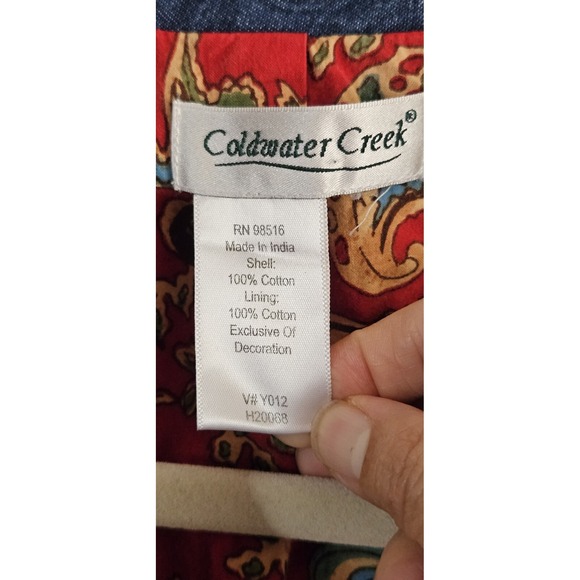 Coldwater Creek®
RN 98516
Made In India
Shell:
100% Cotton
Lining:
100% Cotton
Exclusive Of
Decoration
V# Y012
H20068